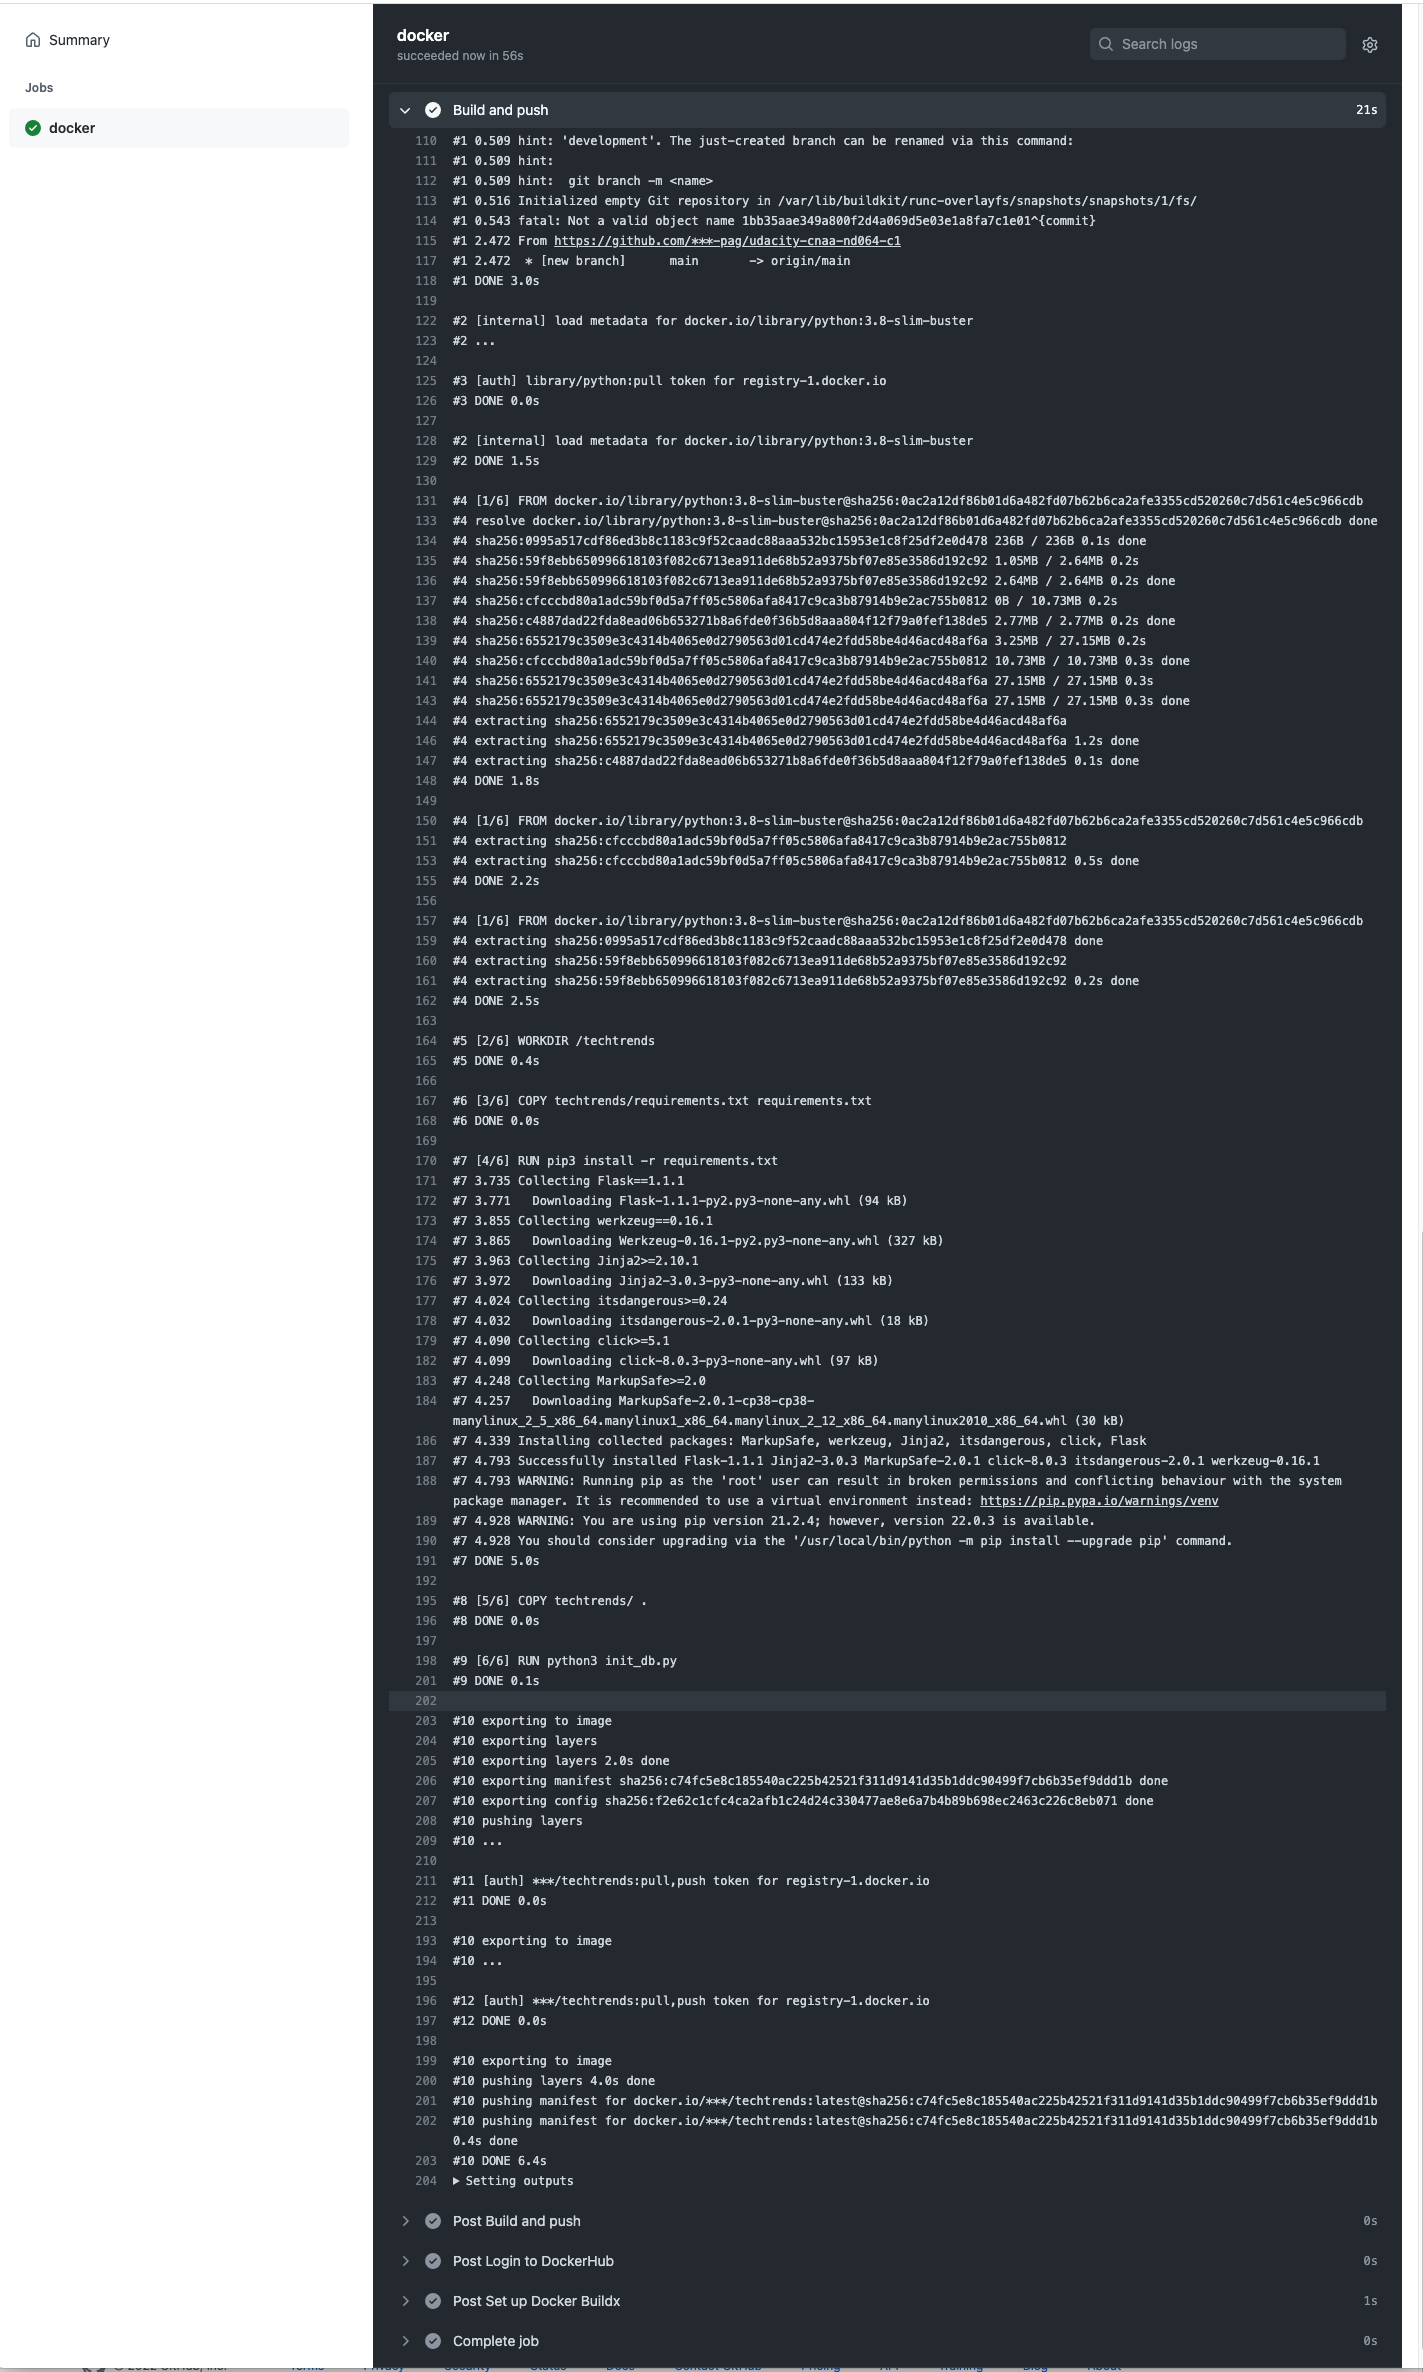 Summary
Jobs
docker
docker
succeeded now in 56s
Search logs
Build and push 21s
110 #1 0.509 hint: 'development'. The just-created branch can be renamed via this command:
111 #1 0.509 hint:
112 #1 0.509 hint:  git branch -m <name>
113 #1 0.516 Initialized empty Git repository in /var/lib/buildkit/runc-overlayfs/snapshots/snapshots/1/fs/
114 #1 0.543 fatal: Not a valid object name 1bb35aae349a800f2d4a069d5e03e1a8fa7c1e01^{commit}
115 #1 2.472 From https://github.com/***-pag/udacity-cnaa-nd064-c1
117 #1 2.472  * [new branch]      main       -> origin/main
118 #1 DONE 3.0s
119
122 #2 [internal] load metadata for docker.io/library/python:3.8-slim-buster
123 #2 ...
124
125 #3 [auth] library/python:pull token for registry-1.docker.io
126 #3 DONE 0.0s
127
128 #2 [internal] load metadata for docker.io/library/python:3.8-slim-buster
129 #2 DONE 1.5s
130
131 #4 [1/6] FROM docker.io/library/python:3.8-slim-buster@sha256:0ac2a12df86b01d6a482fd07b62b6ca2afe3355cd520260c7d561c4e5c966cdb
133 #4 resolve docker.io/library/python:3.8-slim-buster@sha256:0ac2a12df86b01d6a482fd07b62b6ca2afe3355cd520260c7d561c4e5c966cdb done
134 #4 sha256:0995a517cdf86ed3b8c1183c9f52caadc88aaa532bc15953e1c8f25df2e0d478 236B / 236B 0.1s done
135 #4 sha256:59f8ebb650996618103f082c6713ea911de68b52a9375bf07e85e3586d192c92 1.05MB / 2.64MB 0.2s
136 #4 sha256:59f8ebb650996618103f082c6713ea911de68b52a9375bf07e85e3586d192c92 2.64MB / 2.64MB 0.2s done
137 #4 sha256:cfcccbd80a1adc59bf0d5a7ff05c5806afa8417c9ca3b87914b9e2ac755b0812 0B / 10.73MB 0.2s
138 #4 sha256:c4887dad22fda8ead06b653271b8a6fde0f36b5d8aaa804f12f79a0fef138de5 2.77MB / 2.77MB 0.2s done
139 #4 sha256:6552179c3509e3c4314b4065e0d2790563d01cd474e2fdd58be4d46acd48af6a 3.25MB / 27.15MB 0.2s
140 #4 sha256:cfcccbd80a1adc59bf0d5a7ff05c5806afa8417c9ca3b87914b9e2ac755b0812 10.73MB / 10.73MB 0.3s done
141 #4 sha256:6552179c3509e3c4314b4065e0d2790563d01cd474e2fdd58be4d46acd48af6a 27.15MB / 27.15MB 0.3s
143 #4 sha256:6552179c3509e3c4314b4065e0d2790563d01cd474e2fdd58be4d46acd48af6a 27.15MB / 27.15MB 0.3s done
144 #4 extracting sha256:6552179c3509e3c4314b4065e0d2790563d01cd474e2fdd58be4d46acd48af6a
146 #4 extracting sha256:6552179c3509e3c4314b4065e0d2790563d01cd474e2fdd58be4d46acd48af6a 1.2s done
147 #4 extracting sha256:c4887dad22fda8ead06b653271b8a6fde0f36b5d8aaa804f12f79a0fef138de5 0.1s done
148 #4 DONE 1.8s
149
150 #4 [1/6] FROM docker.io/library/python:3.8-slim-buster@sha256:0ac2a12df86b01d6a482fd07b62b6ca2afe3355cd520260c7d561c4e5c966cdb
151 #4 extracting sha256:cfcccbd80a1adc59bf0d5a7ff05c5806afa8417c9ca3b87914b9e2ac755b0812
153 #4 extracting sha256:cfcccbd80a1adc59bf0d5a7ff05c5806afa8417c9ca3b87914b9e2ac755b0812 0.5s done
155 #4 DONE 2.2s
156
157 #4 [1/6] FROM docker.io/library/python:3.8-slim-buster@sha256:0ac2a12df86b01d6a482fd07b62b6ca2afe3355cd520260c7d561c4e5c966cdb
159 #4 extracting sha256:0995a517cdf86ed3b8c1183c9f52caadc88aaa532bc15953e1c8f25df2e0d478 done
160 #4 extracting sha256:59f8ebb650996618103f082c6713ea911de68b52a9375bf07e85e3586d192c92
161 #4 extracting sha256:59f8ebb650996618103f082c6713ea911de68b52a9375bf07e85e3586d192c92 0.2s done
162 #4 DONE 2.5s
163
164 #5 [2/6] WORKDIR /techtrends
165 #5 DONE 0.4s
166
167 #6 [3/6] COPY techtrends/requirements.txt requirements.txt
168 #6 DONE 0.0s
169
170 #7 [4/6] RUN pip3 install -r requirements.txt
171 #7 3.735 Collecting Flask==1.1.1
172 #7 3.771   Downloading Flask-1.1.1-py2.py3-none-any.whl (94 kB)
173 #7 3.855 Collecting werkzeug==0.16.1
174 #7 3.865   Downloading Werkzeug-0.16.1-py2.py3-none-any.whl (327 kB)
175 #7 3.963 Collecting Jinja2>=2.10.1
176 #7 3.972   Downloading Jinja2-3.0.3-py3-none-any.whl (133 kB)
177 #7 4.024 Collecting itsdangerous>=0.24
178 #7 4.032   Downloading itsdangerous-2.0.1-py3-none-any.whl (18 kB)
179 #7 4.090 Collecting click>=5.1
182 #7 4.099   Downloading click-8.0.3-py3-none-any.whl (97 kB)
183 #7 4.248 Collecting MarkupSafe>=2.0
184 #7 4.257   Downloading MarkupSafe-2.0.1-cp38-cp38-
manylinux_2_5_x86_64.manylinux1_x86_64.manylinux_2_12_x86_64.manylinux2010_x86_64.whl (30 kB)
186 #7 4.339 Installing collected packages: MarkupSafe, werkzeug, Jinja2, itsdangerous, click, Flask
187 #7 4.793 Successfully installed Flask-1.1.1 Jinja2-3.0.3 MarkupSafe-2.0.1 click-8.0.3 itsdangerous-2.0.1 werkzeug-0.16.1
188 #7 4.793 WARNING: Running pip as the 'root' user can result in broken permissions and conflicting behaviour with the system
package manager. It is recommended to use a virtual environment instead: https://pip.pypa.io/warnings/venv
189 #7 4.928 WARNING: You are using pip version 21.2.4; however, version 22.0.3 is available.
190 #7 4.928 You should consider upgrading via the '/usr/local/bin/python -m pip install --upgrade pip' command.
191 #7 DONE 5.0s
192
195 #8 [5/6] COPY techtrends/ .
196 #8 DONE 0.0s
197
198 #9 [6/6] RUN python3 init_db.py
201 #9 DONE 0.1s
202
203 #10 exporting to image
204 #10 exporting layers
205 #10 exporting layers 2.0s done
206 #10 exporting manifest sha256:c74fc5e8c185540ac225b42521f311d9141d35b1ddc90499f7cb6b35ef9ddd1b done
207 #10 exporting config sha256:f2e62c1cfc4ca2afb1c24d24c330477ae8e6a7b4b89b698ec2463c226c8eb071 done
208 #10 pushing layers
209 #10 ...
210
211 #11 [auth] ***/techtrends:pull,push token for registry-1.docker.io
212 #11 DONE 0.0s
213
193 #10 exporting to image
194 #10 ...
195
196 #12 [auth] ***/techtrends:pull,push token for registry-1.docker.io
197 #12 DONE 0.0s
198
199 #10 exporting to image
200 #10 pushing layers 4.0s done
201 #10 pushing manifest for docker.io/***/techtrends:latest@sha256:c74fc5e8c185540ac225b42521f311d9141d35b1ddc90499f7cb6b35ef9ddd1b
202 #10 pushing manifest for docker.io/***/techtrends:latest@sha256:c74fc5e8c185540ac225b42521f311d9141d35b1ddc90499f7cb6b35ef9ddd1b
0.4s done
203 #10 DONE 6.4s
204 ▶ Setting outputs
Post Build and push 0s
Post Login to DockerHub 0s
Post Set up Docker Buildx 1s
Complete job 0s